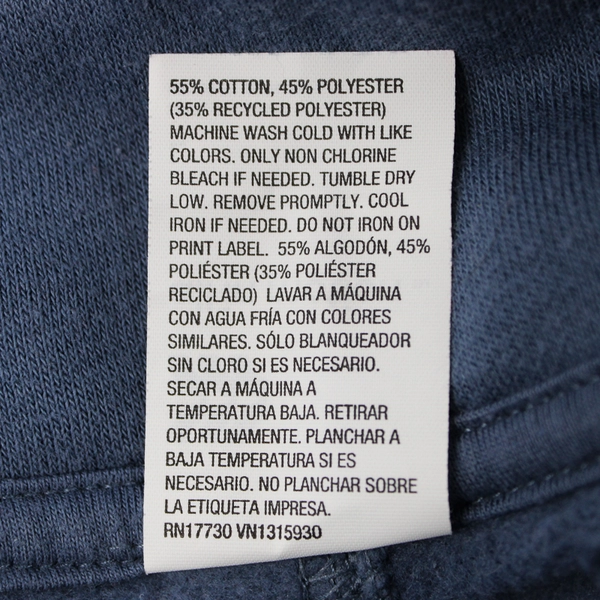 55% COTTON, 45% POLYESTER
(35% RECYCLED POLYESTER)
MACHINE WASH COLD WITH LIKE
COLORS. ONLY NON CHLORINE
BLEACH IF NEEDED. TUMBLE DRY
LOW. REMOVE PROMPTLY. COOL
IRON IF NEEDED. DO NOT IRON ON
PRINT LABEL. 55% ALGODÓN, 45%
POLIÉSTER (35% POLIÉSTER
RECICLADO) LAVAR A MÁQUINA
CON AGUA FRÍA CON COLORES
SIMILARES. SÓLO BLANQUEADOR
SIN CLORO SI ES NECESARIO.
SECAR A MÁQUINA A
TEMPERATURA BAJA. RETIRAR
OPORTUNAMENTE. PLANCHAR A
BAJA TEMPERATURA SI ES
NECESARIO. NO PLANCHAR SOBRE
LA ETIQUETA IMPRESA.
RN17730 VN1315930